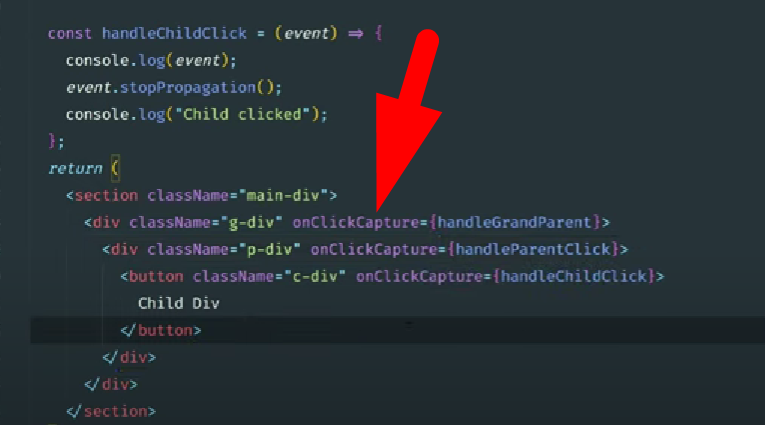 const handleChildClick = (event) => {
console.log(event);
event.stopPropagation();
console.log("Child clicked");
};
return (
<section className="main-div">
<div className="g-div" onClickCapture={handleGrandParent}>
<div className="p-div" onClickCapture={handleParentClick}>
<button className="c-div" onClickCapture={handleChildClick}>
Child Div
</button>
</div>
</div>
</section>